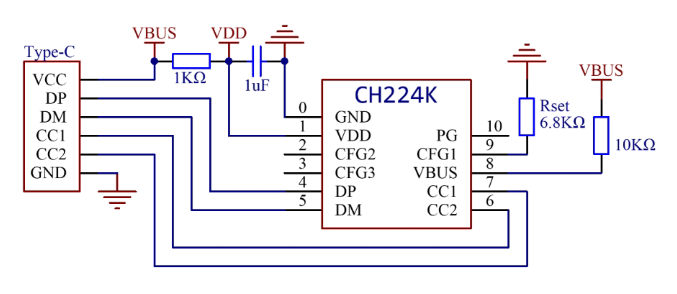 VBUS
VDD
Type-C
1KΩ
1uF
VCC
DP
DM
CC1
CC2
GND
CH224K
0
GND
1
VDD
2
CFG2
3
CFG3
4
DP
5
DM
PG
10
CFG1
9
VBUS
8
CC1
7
CC2
6
Rset
6.8KΩ
VBUS
10KΩ